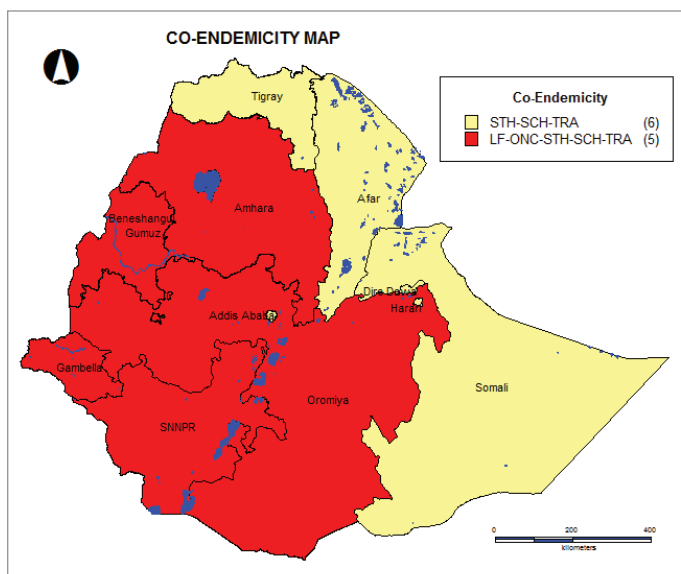 CO-ENDEMICITY MAP
Co-Endemicity
STH-SCH-TRA (6)
LF-ONC-STH-SCH-TRA (5)
Tigray
Afar
Amhara
Beneshangul
Gumuz
Dire Dawa
Harari
Addis Ababa
Gambella
Somali
Oromiya
SNNPR
0 200 400
kilometers